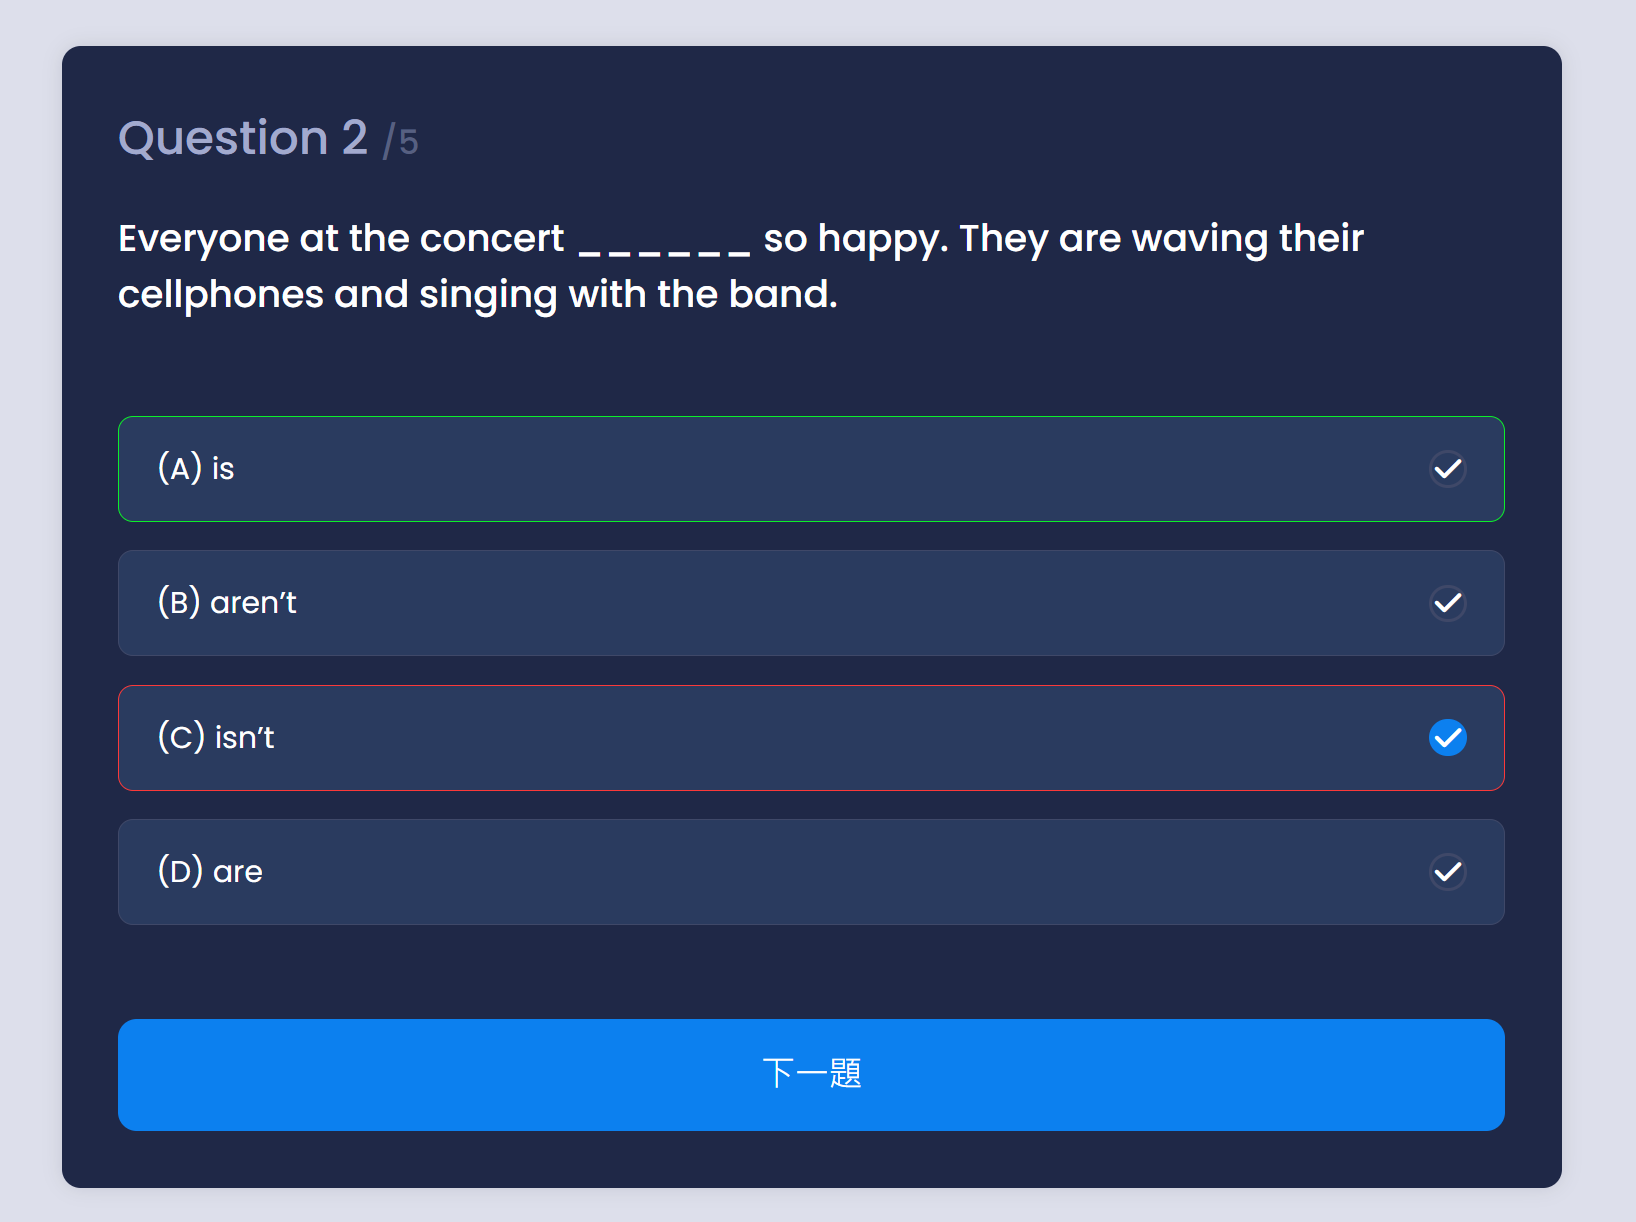 Question 2 /5
Everyone at the concert ______ so happy. They are waving their
cellphones and singing with the band.
(A) is
(B) aren’t
(C) isn’t
(D) are
下一題